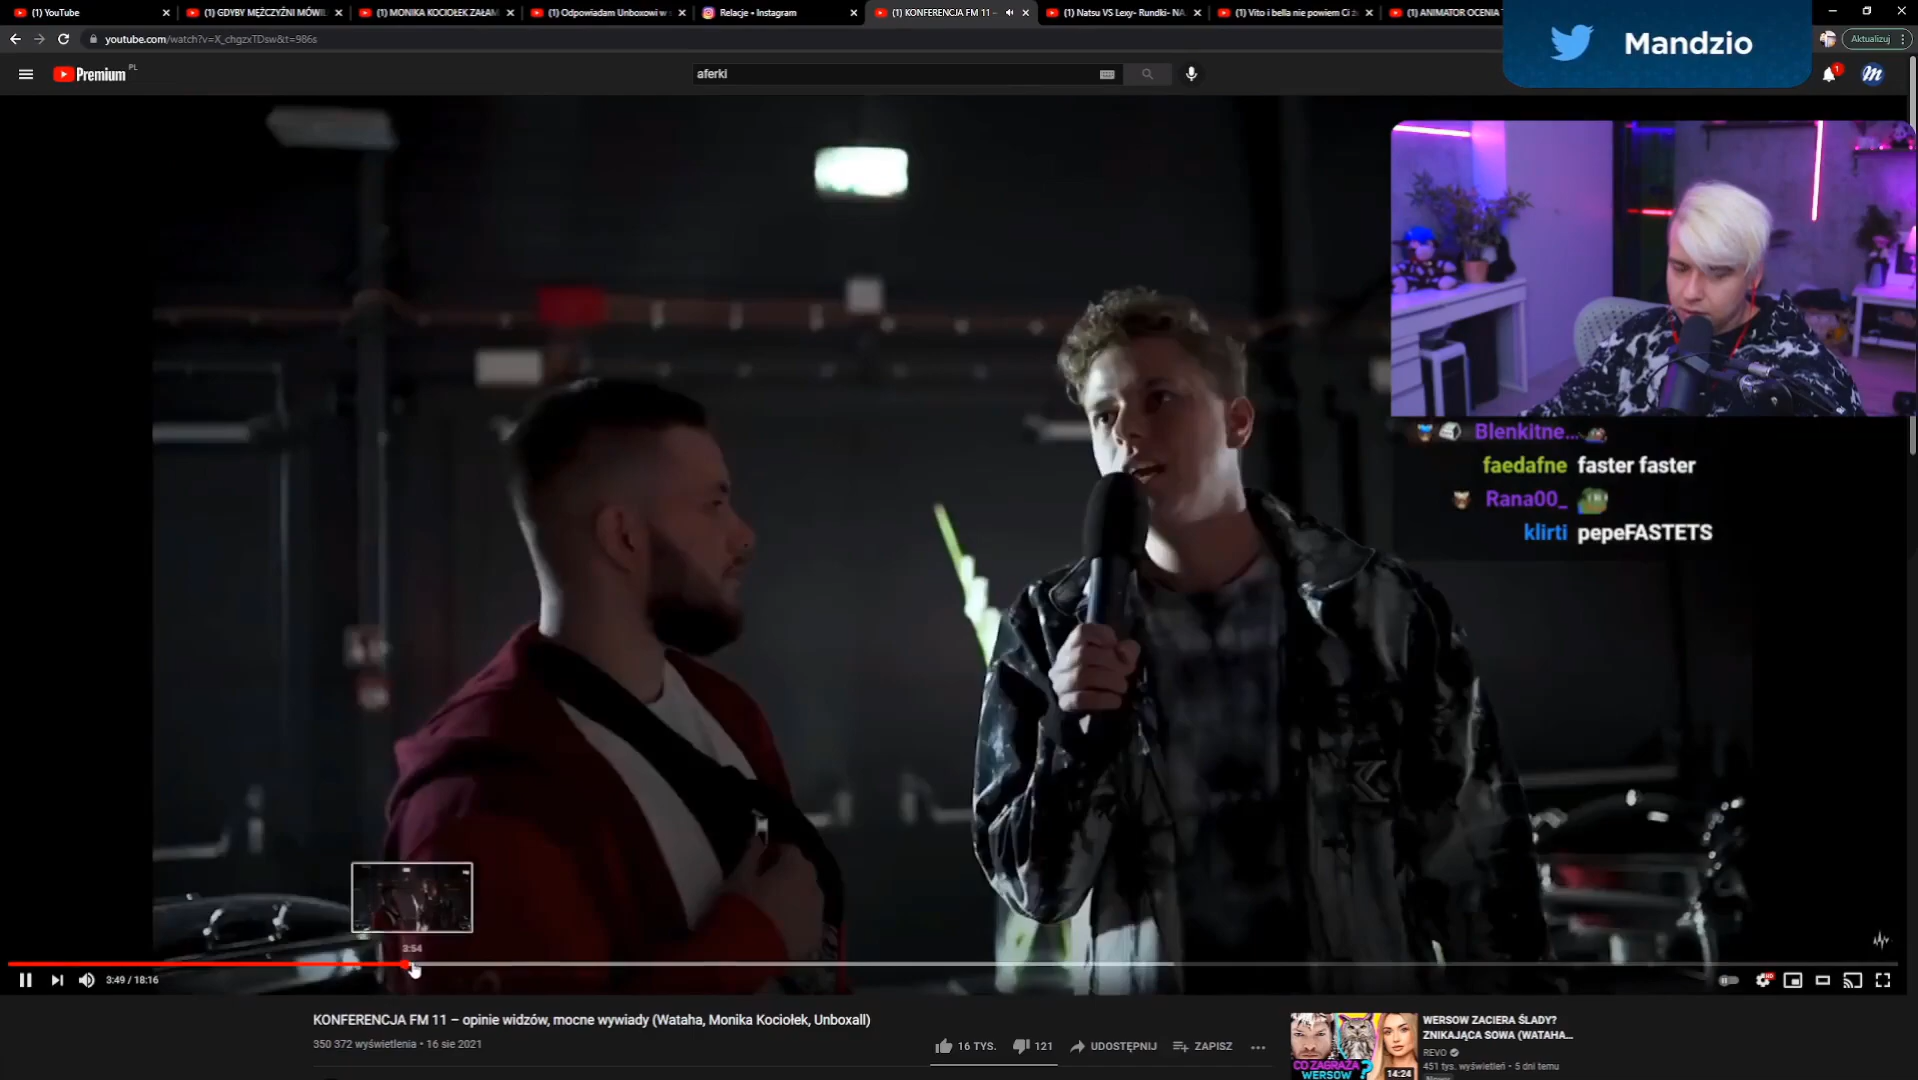 (1) YouTube
(1) GDYBY MĘŻCZYŹNI MÓWIL
(1) MONIKA KOCIOŁEK ZAŁAM
(1) Odpowiadam Unboxowi w s
Relacje • Instagram
(1) KONFERENCJA FM 11 –
(1) Natsu VS Lexy- Rundki- NA
(1) Vito i bella nie powiem Ci ż
(1) ANIMATOR OCENIA
youtube.com/watch?v=X_chgzxTDsw&t=986s
Aktualizuj
Mandzio
Premium PL
aferki
1
Blenkitne...
faedafne faster faster
Rana00_
klirti pepeFASTETS
3:54
3:49 / 18:16
HD
KONFERENCJA FM 11 – opinie widzów, mocne wywiady (Wataha, Monika Kociołek, Unboxall)
350 372 wyświetlenia • 16 sie 2021
16 TYS.
121
UDOSTĘPNIJ
ZAPISZ
CO ZAGRAŻA
WERSOW ?
14:24
WERSOW ZACIERA ŚLADY?
ZNIKAJĄCA SOWA (WATAHA...
REVO
451 tys. wyświetleń • 5 dni temu